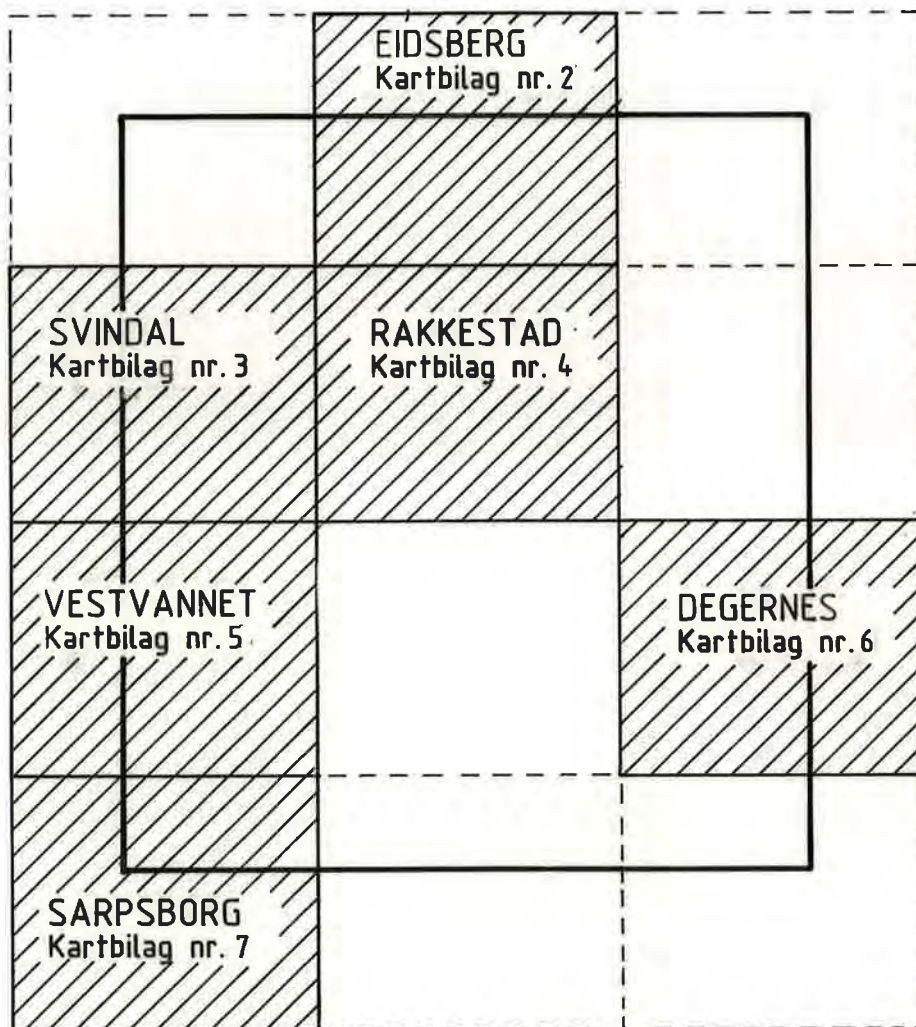 EIDSBERG
Kartbilag nr. 2
SVINDAL
Kartbilag nr. 3
RAKKESTAD
Kartbilag nr. 4
VESTVANNET
Kartbilag nr. 5
DEGERNES
Kartbilag nr. 6
SARPSBORG
Kartbilag nr. 7